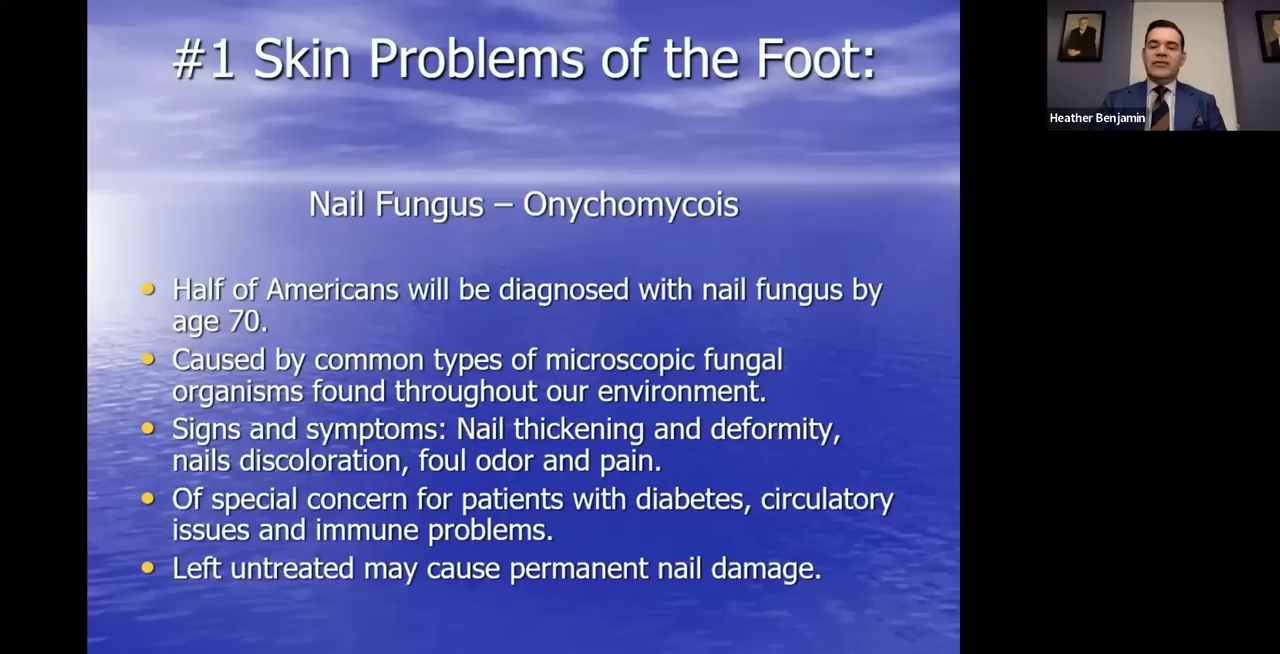 #1 Skin Problems of the Foot:
Nail Fungus – Onychomycois
Half of Americans will be diagnosed with nail fungus by
age 70.
Caused by common types of microscopic fungal
organisms found throughout our environment.
Signs and symptoms: Nail thickening and deformity,
nails discoloration, foul odor and pain.
Of special concern for patients with diabetes, circulatory
issues and immune problems.
Left untreated may cause permanent nail damage.
Heather Benjamin